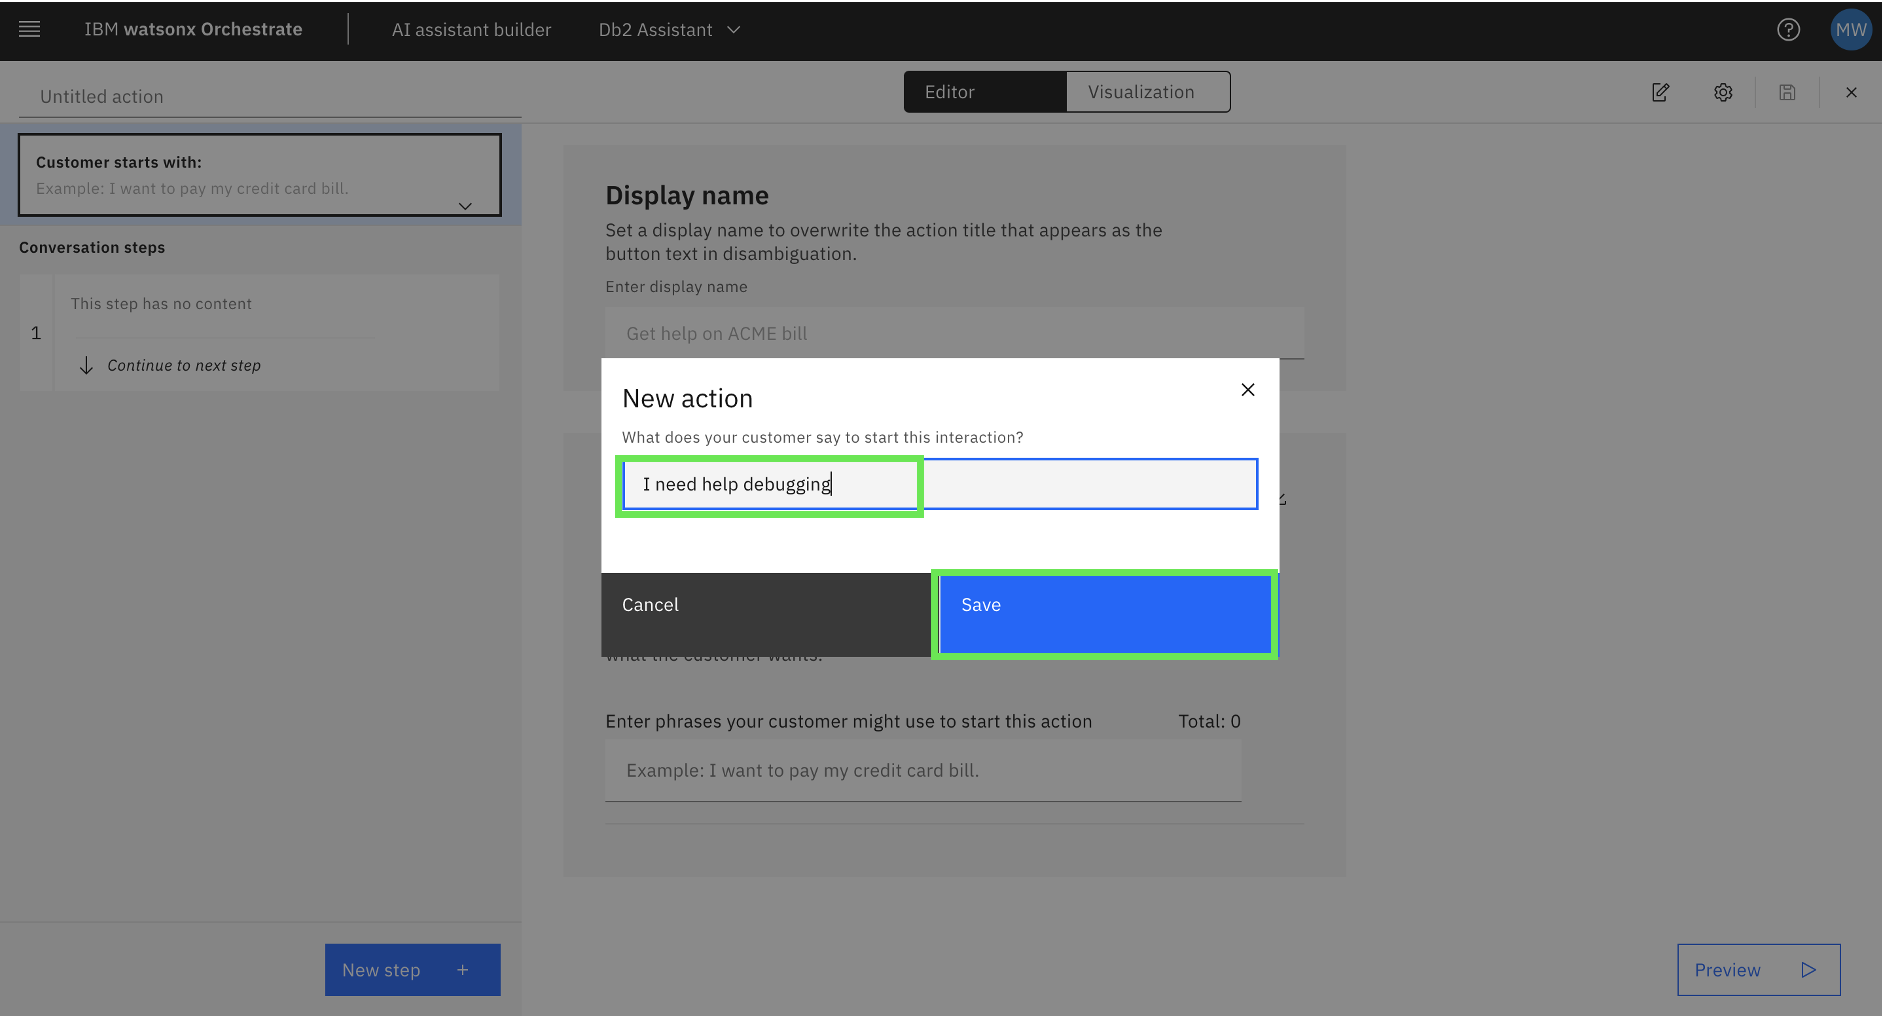 IBM watsonx Orchestrate
AI assistant builder
Db2 Assistant
MW
Untitled action
Editor
Visualization
Customer starts with:
Example: I want to pay my credit card bill.
Conversation steps
This step has no content
1
Continue to next step
Display name
Set a display name to overwrite the action title that appears as the
button text in disambiguation.
Enter display name
Get help on ACME bill
New action
What does your customer say to start this interaction?
I need help debugging
Cancel
Save
what the customer wants.
Enter phrases your customer might use to start this action
Total: 0
Example: I want to pay my credit card bill.
New step +
Preview